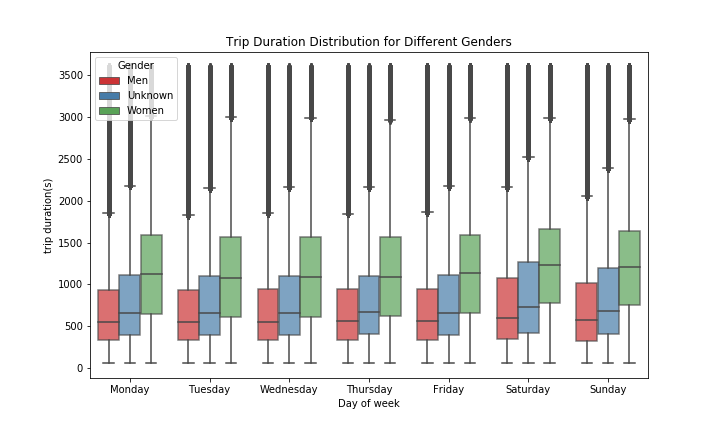 Trip Duration Distribution for Different Genders
Gender
Men
Unknown
Women
3500
3000
2500
2000
1500
1000
500
0
trip duration(s)
Monday Tuesday Wednesday Thursday Friday Saturday Sunday
Day of week